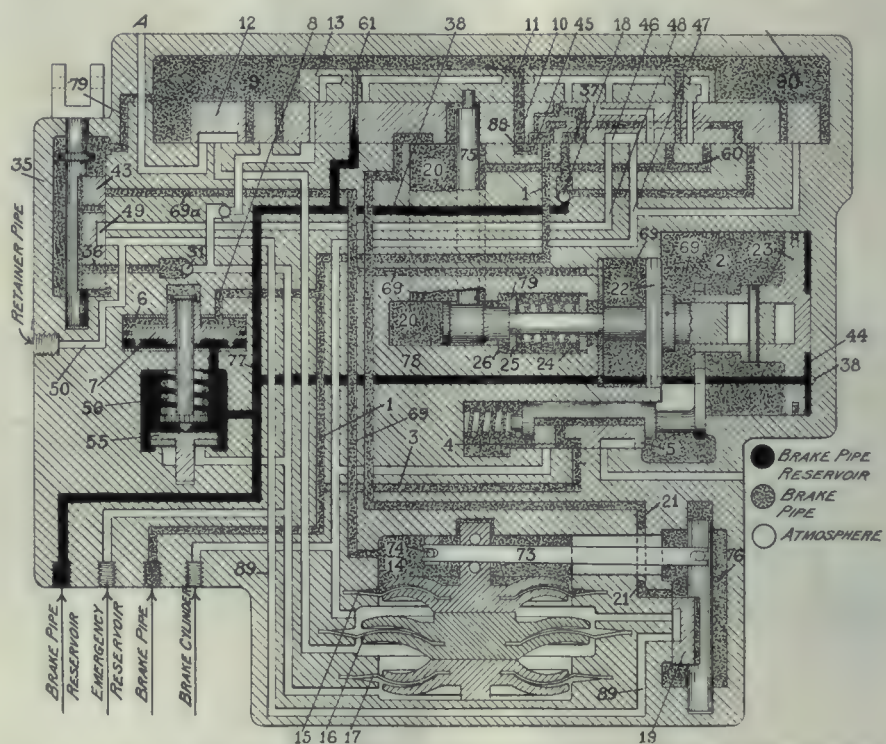 A 12 8 13 61 38 11 10 45 18 46 48 47
79 9 37 90
35 43 20 75 88 1 60
69a
49
36 31
RETAINER PIPE
6 69 69 22 69 2 23
20 79
7 77 78 26 25 24 44
50 38
50
55 1 69 4 5
3
BRAKE PIPE
RESERVOIR
BRAKE
PIPE
ATMOSPHERE
21
74 73 76
14
89 21
BRAKE PIPE
RESERVOIR
EMERGENCY
RESERVOIR
BRAKE PIPE
BRAKE CYLINDER
89
15 16 17 19